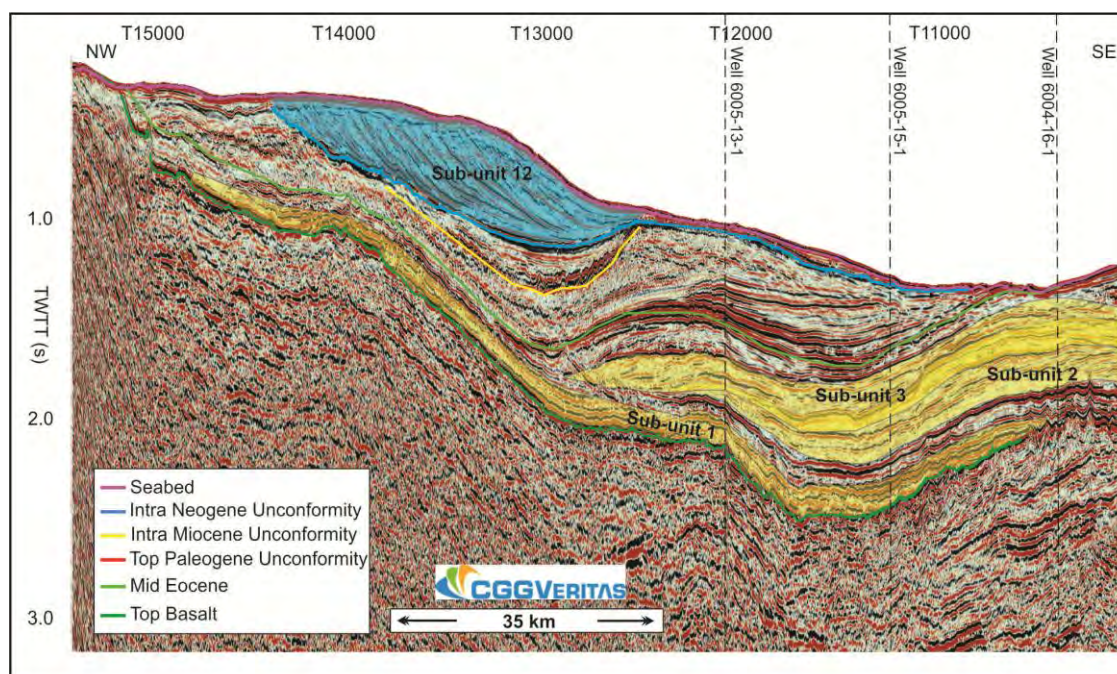 T15000 T14000 T13000 T12000 T11000
NW SE
Well 6005-13-1
Well 6005-15-1
Well 6004-16-1
Sub-unit 12
1.0
TWTT (s)
Sub-unit 3
Sub-unit 2
2.0
Sub-unit 1
Seabed
Intra Neogene Unconformity
Intra Miocene Unconformity
Top Paleogene Unconformity
Mid Eocene
Top Basalt
CGGVERITAS
35 km
3.0